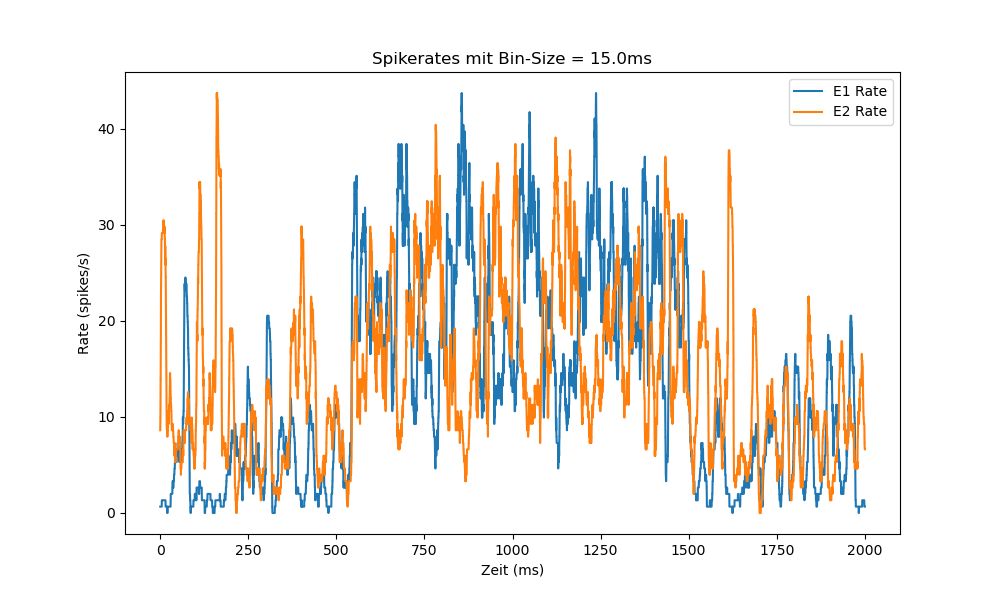 Spikerates mit Bin-Size = 15.0ms
E1 Rate
E2 Rate
Rate (spikes/s)
40
30
20
10
0
0 250 500 750 1000 1250 1500 1750 2000
Zeit (ms)